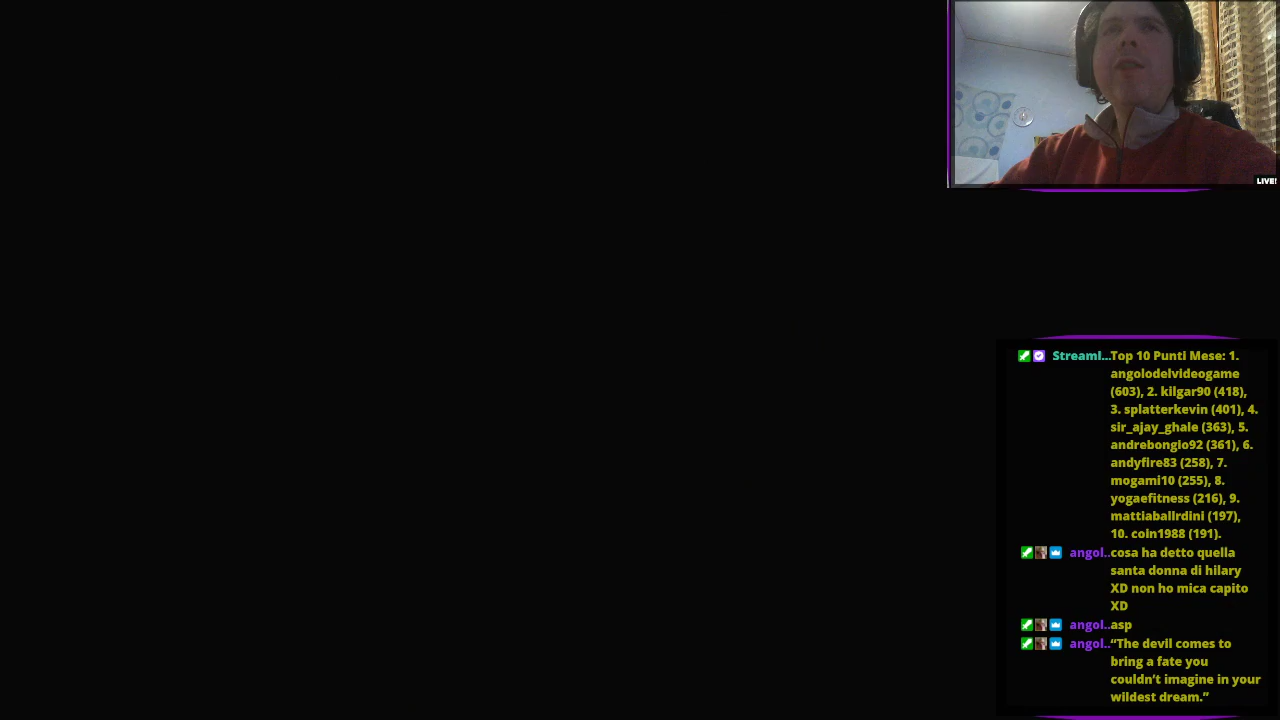 LIVE!
Streaml...Top 10 Punti Mese: 1.
angolodelvideogame
(603), 2. kilgar90 (418),
3. splatterkevin (401), 4.
sir_ajay_ghale (363), 5.
andrebongio92 (361), 6.
andyfire83 (258), 7.
mogami10 (255), 8.
yogaefitness (216), 9.
mattiaballrdini (197),
10. coin1988 (191).
angol..cosa ha detto quella
santa donna di hilary
XD non ho mica capito
XD
angol..asp
angol..“The devil comes to
bring a fate you
couldn’t imagine in your
wildest dream.”